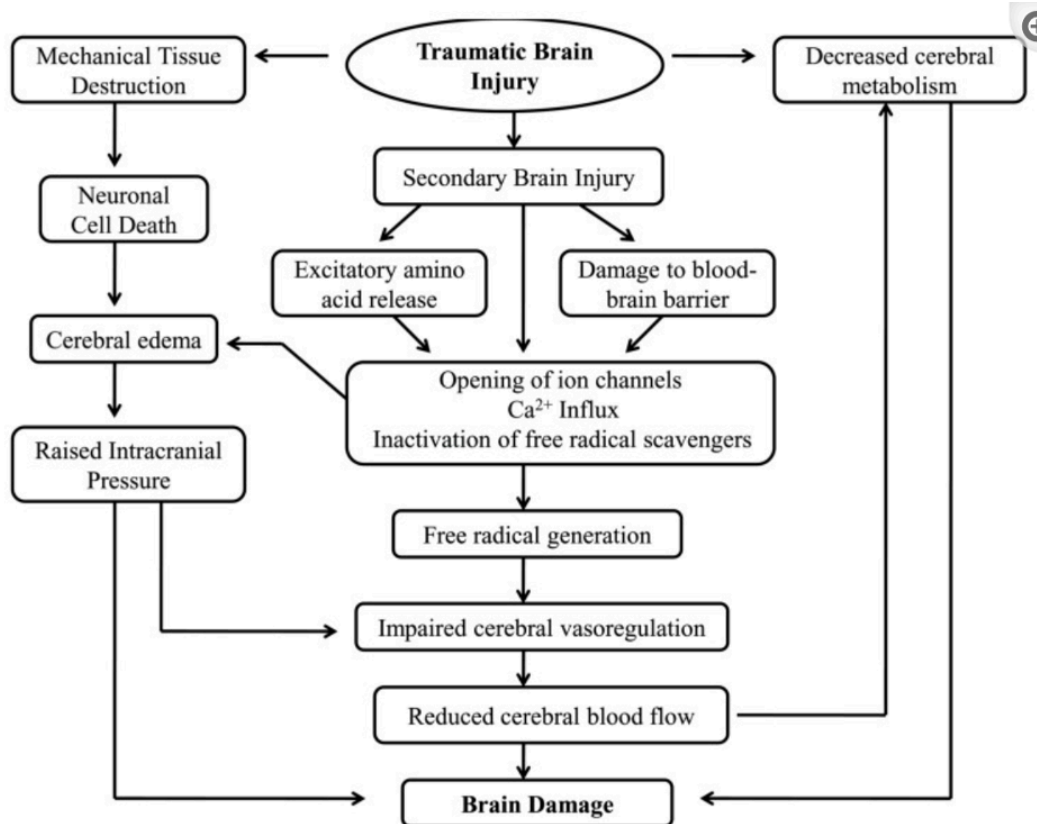 Traumatic Brain
Injury
Mechanical Tissue
Destruction
Decreased cerebral
metabolism
Secondary Brain Injury
Neuronal
Cell Death
Excitatory amino
acid release
Damage to blood-
brain barrier
Cerebral edema
Opening of ion channels
Ca²⁺ Influx
Inactivation of free radical scavengers
Raised Intracranial
Pressure
Free radical generation
Impaired cerebral vasoregulation
Reduced cerebral blood flow
Brain Damage